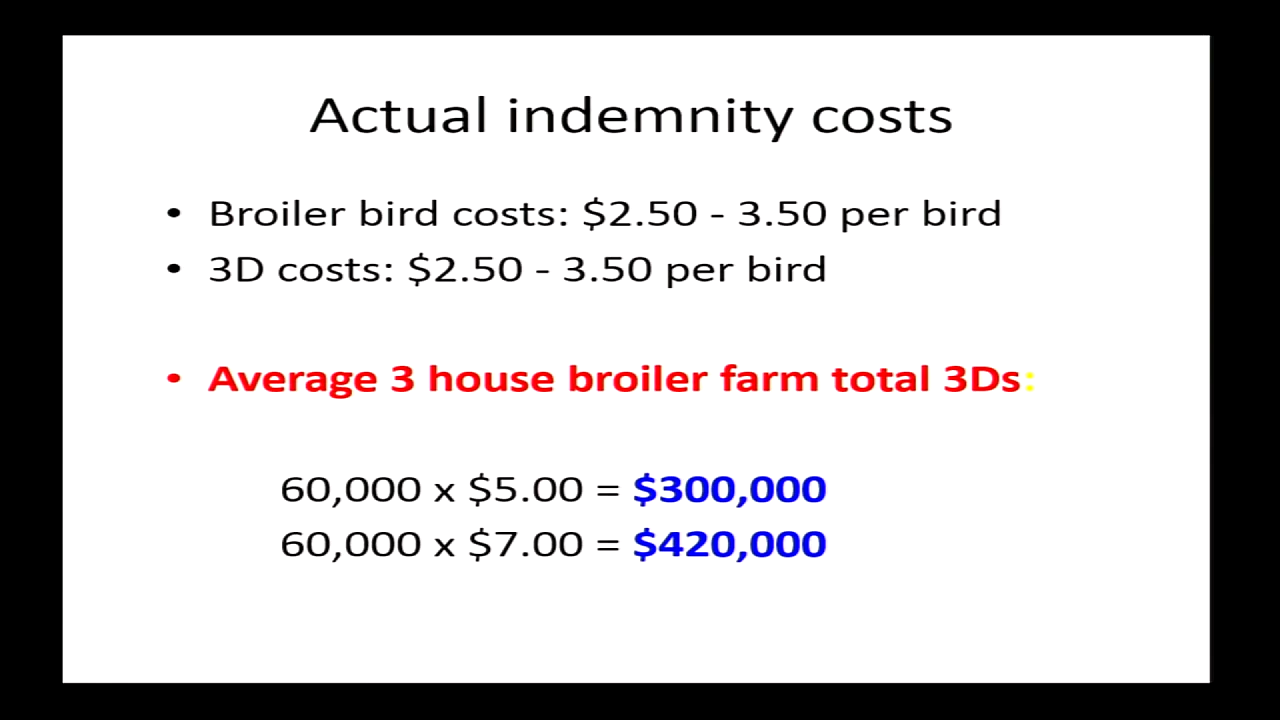 Actual indemnity costs
• Broiler bird costs: $2.50 - 3.50 per bird
• 3D costs: $2.50 - 3.50 per bird
• Average 3 house broiler farm total 3Ds:
60,000 x $5.00 = $300,000
60,000 x $7.00 = $420,000